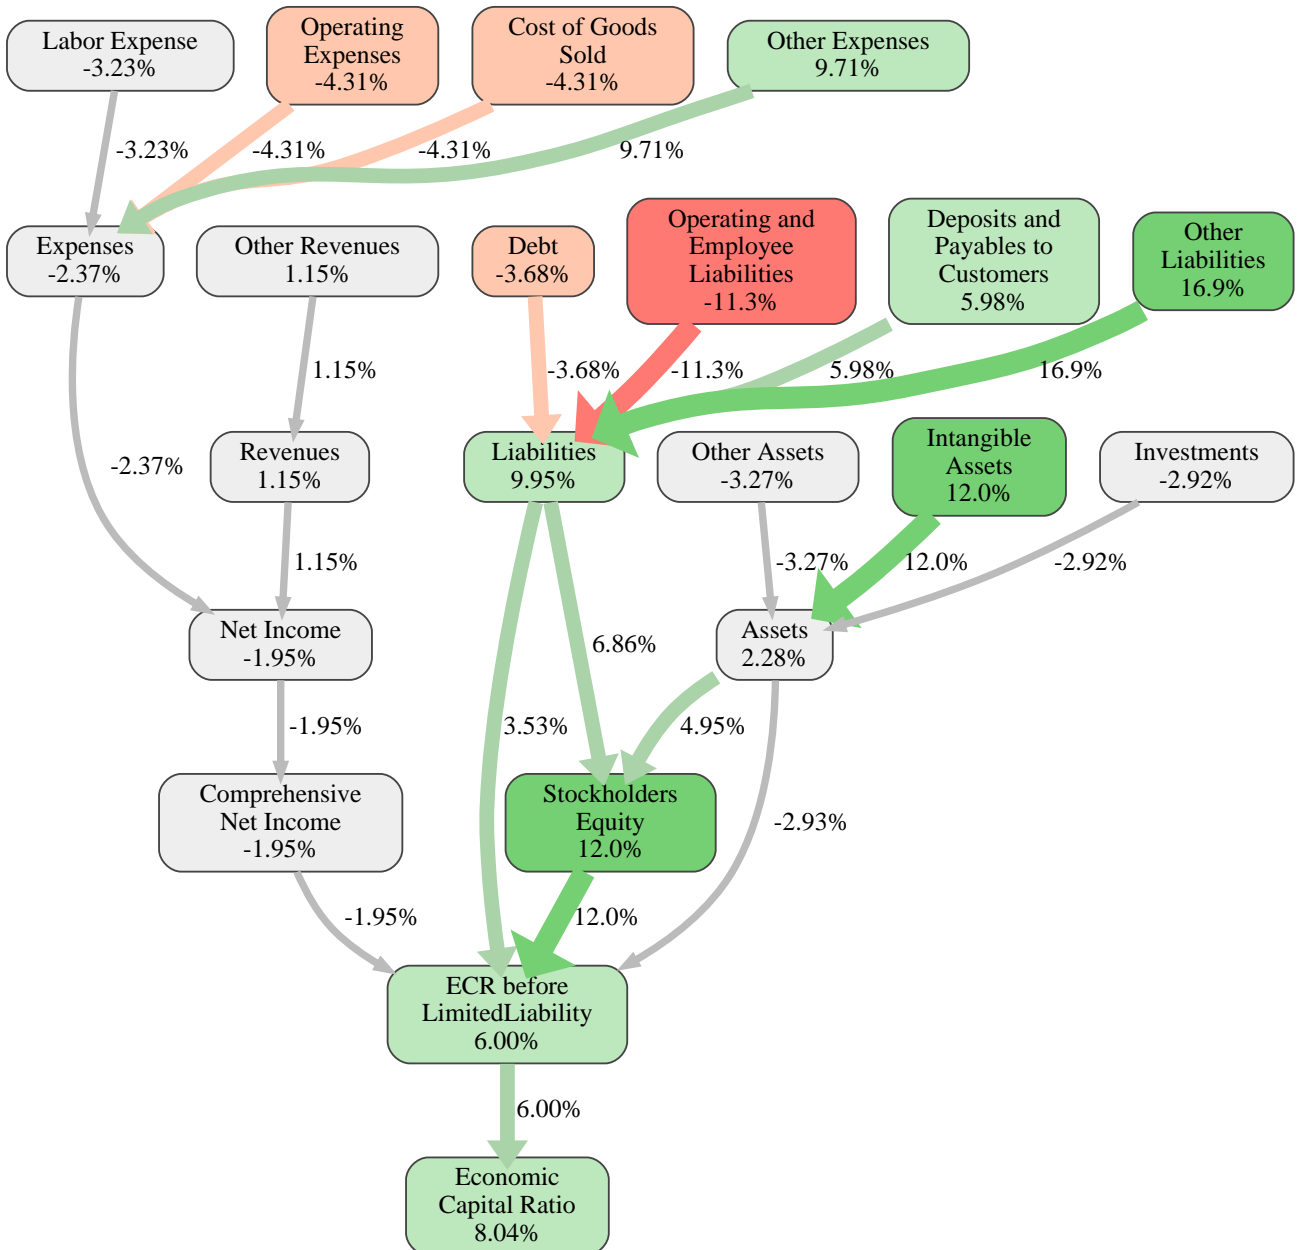 Labor Expense
-3.23%
Operating
Expenses
-4.31%
Cost of Goods
Sold
-4.31%
Other Expenses
9.71%
-3.23%
-4.31%
-4.31%
9.71%
Expenses
-2.37%
Other Revenues
1.15%
Debt
-3.68%
Operating and
Employee
Liabilities
-11.3%
Deposits and
Payables to
Customers
5.98%
Other
Liabilities
16.9%
1.15%
-3.68%
-11.3%
5.98%
16.9%
-2.37%
Revenues
1.15%
Liabilities
9.95%
Other Assets
-3.27%
Intangible
Assets
12.0%
Investments
-2.92%
1.15%
-3.27%
12.0%
-2.92%
Net Income
-1.95%
6.86%
Assets
2.28%
-1.95%
3.53%
4.95%
Comprehensive
Net Income
-1.95%
Stockholders
Equity
12.0%
-2.93%
-1.95%
12.0%
ECR before
LimitedLiability
6.00%
6.00%
Economic
Capital Ratio
8.04%